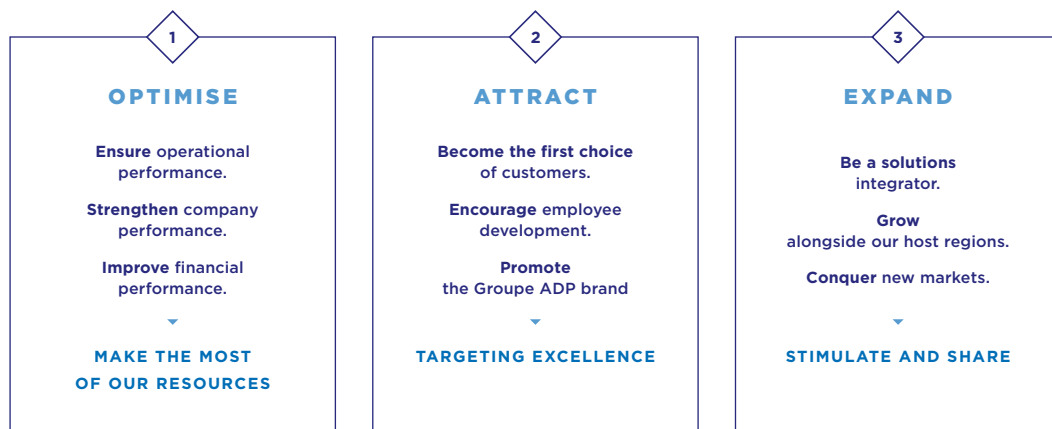 1
OPTIMISE
Ensure operational
performance.
Strengthen company
performance.
Improve financial
performance.
MAKE THE MOST
OF OUR RESOURCES
2
ATTRACT
Become the first choice
of customers.
Encourage employee
development.
Promote
the Groupe ADP brand
TARGETING EXCELLENCE
3
EXPAND
Be a solutions
integrator.
Grow
alongside our host regions.
Conquer new markets.
STIMULATE AND SHARE